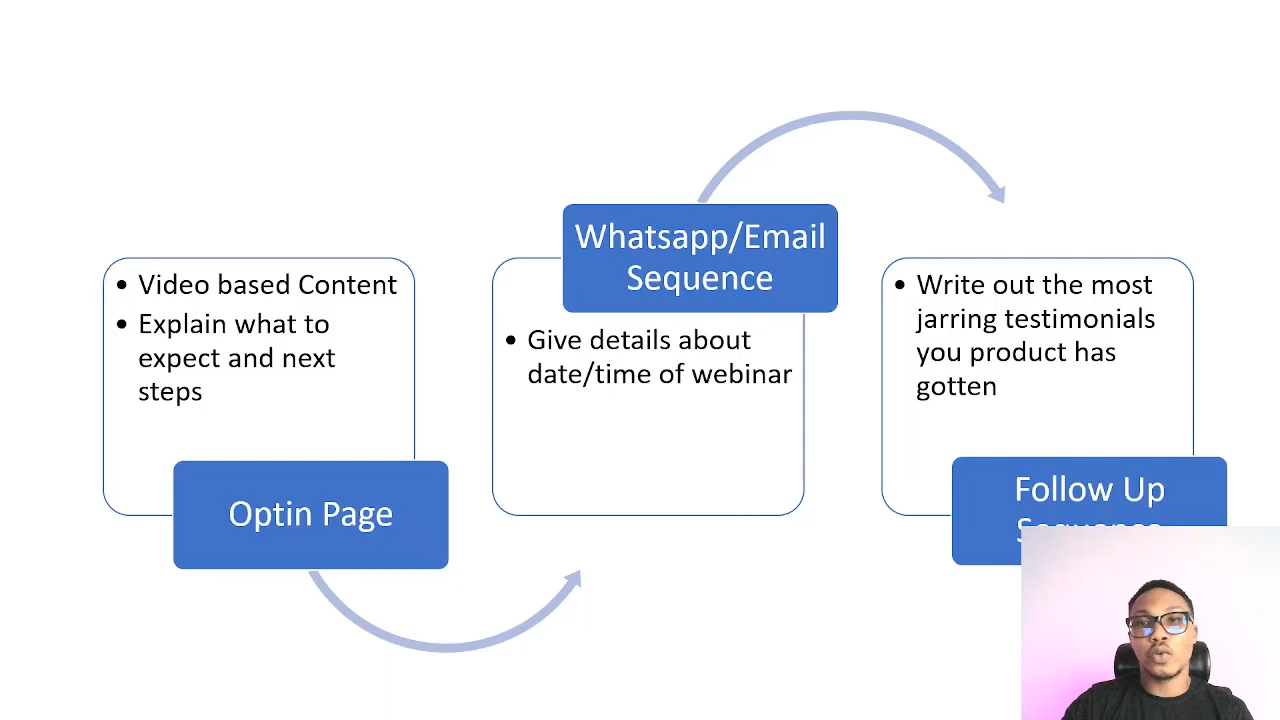 • Video based Content
• Explain what to
expect and next
steps
Optin Page
Whatsapp/Email
Sequence
• Give details about
date/time of webinar
• Write out the most
jarring testimonials
you product has
gotten
Follow Up